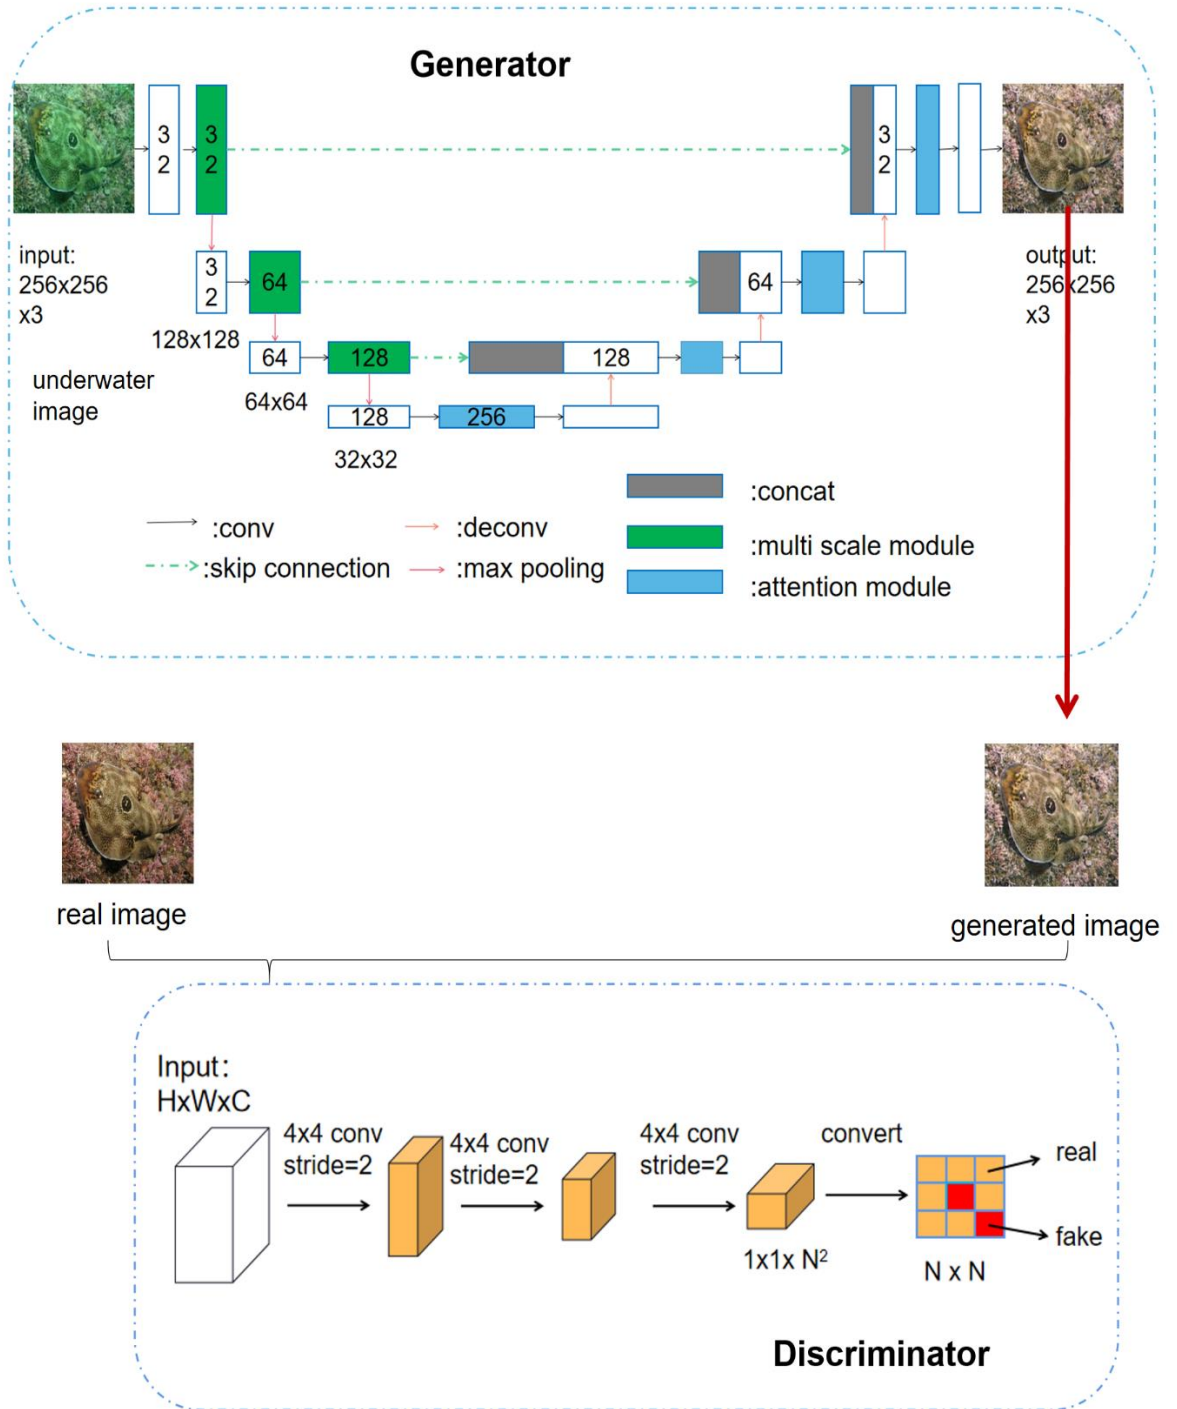 Generator
3
2
3
2
3
2
input:
256x256
x3
output:
256x256
x3
3
2
64
64
128x128
64
128
128
underwater
image
64x64
128
256
32x32
:concat
:conv
:deconv
:multi scale module
:skip connection
:max pooling
:attention module
real image
generated image
Input:
HxWxC
4x4 conv
stride=2
4x4 conv
stride=2
4x4 conv
stride=2
convert
real
fake
1x1x N²
N x N
Discriminator